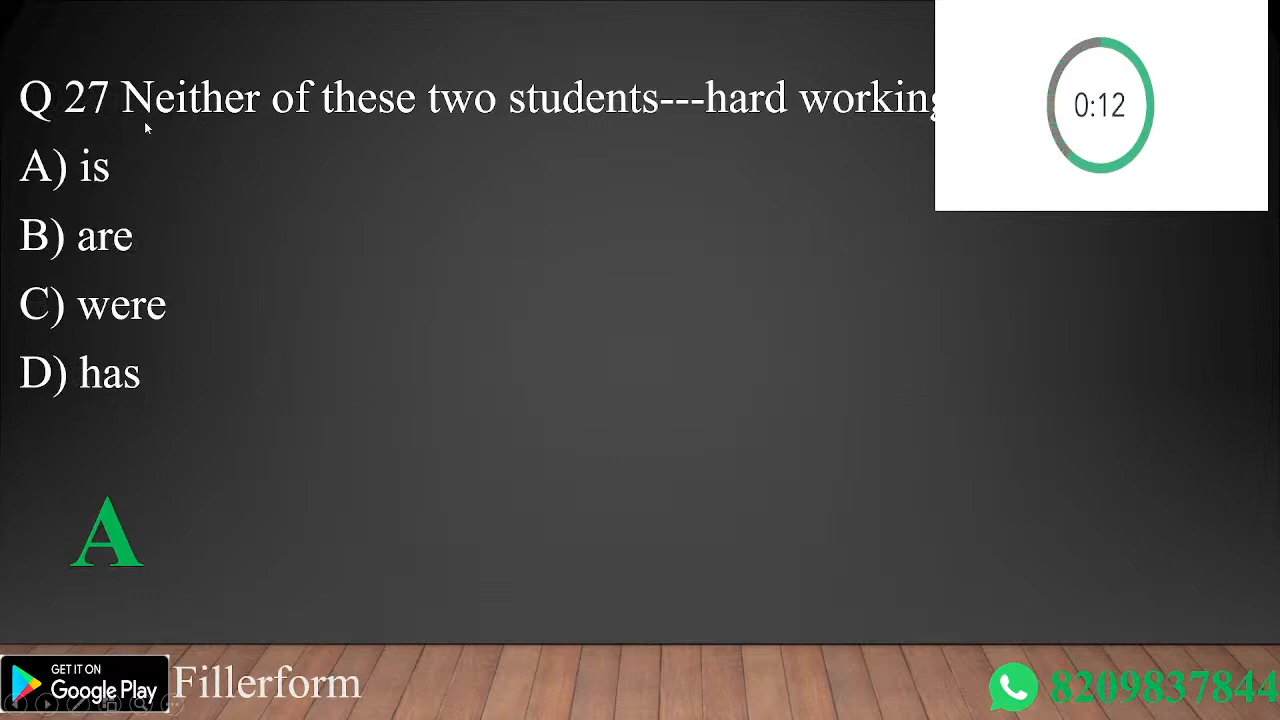 Q 27 Neither of these two students---hard working
0:12
A) is
B) are
C) were
D) has
A
GET IT ON
Google Play
Fillerform
8209837844